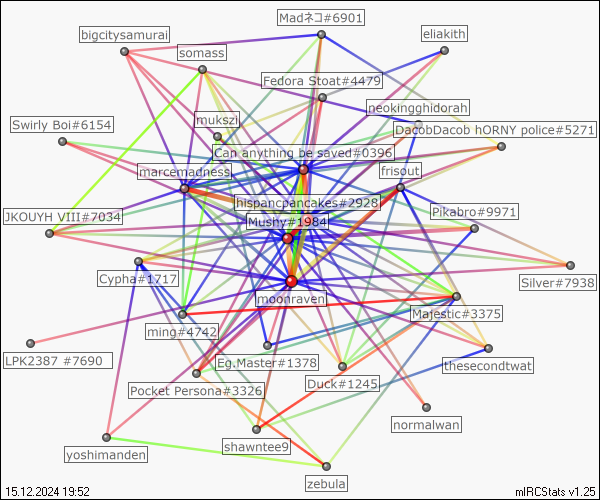 Madネコ#6901
bigcitysamurai
eliakith
somass
Fedora Stoat#4479
neokingghidorah
mukszi
Swirly Boi#6154
DacobDacob hORNY police#5271
Can anything be saved#0396
marcemadness
frisout
hispancpancakes#2928
JKOUYH VIII#7034
Mushy#1984
Pikabro#9971
Cypha#1717
Silver#7938
moonraven
Majestic#3375
ming#4742
LPK2387 #7690
Eg.Master#1378
thesecondtwat
Pocket Persona#3326
Duck#1245
normalwan
shawntee9
yoshimanden
zebula
15.12.2024 19:52
mIRCStats v1.25